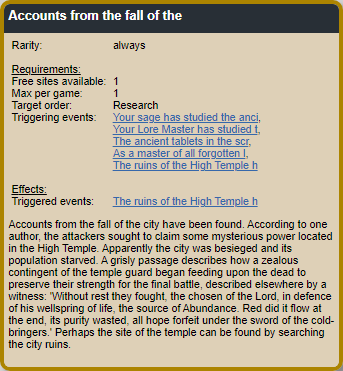 Accounts from the fall of the
Rarity: always
Requirements:
Free sites available: 1
Max per game: 1
Target order: Research
Triggering events: Your sage has studied the anci,
Your Lore Master has studied t,
The ancient tablets in the scr,
As a master of all forgotten l,
The ruins of the High Temple h
Effects:
Triggered events: The ruins of the High Temple h
Accounts from the fall of the city have been found. According to one
author, the attackers sought to claim some mysterious power located
in the High Temple. Apparently the city was besieged and its
population starved. A grisly passage describes how a zealous
contingent of the temple guard began feeding upon the dead to
preserve their strength for the final battle, described elsewhere by a
witness: 'Without rest they fought, the chosen of the Lord, in defence
of his wellspring of life, the source of Abundance. Red did it flow at
the end, its purity wasted, all hope forfeit under the sword of the cold-
bringers.' Perhaps the site of the temple can be found by searching
the city ruins.